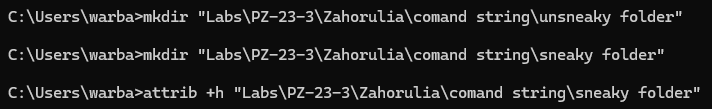 C:\Users\warba>mkdir "Labs\PZ-23-3\Zahorulia\comand string\unsneaky folder"
C:\Users\warba>mkdir "Labs\PZ-23-3\Zahorulia\comand string\sneaky folder"
C:\Users\warba>attrib +h "Labs\PZ-23-3\Zahorulia\comand string\sneaky folder"